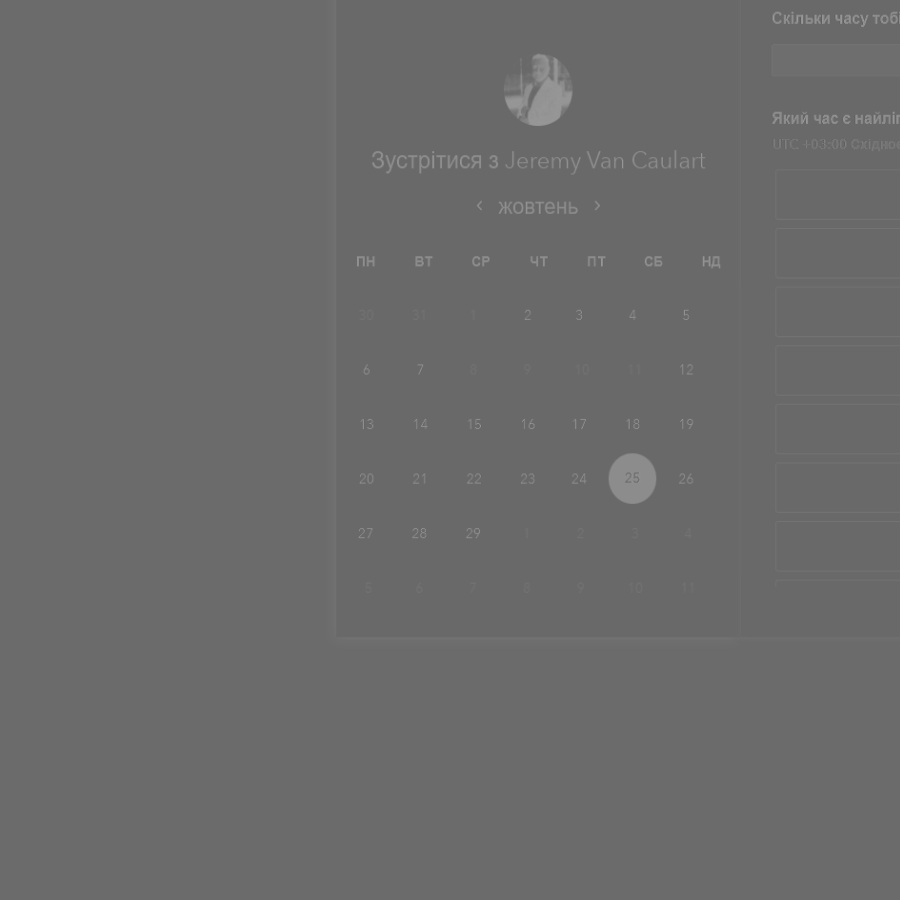 Скільки часу тобі
Який час є найліп
UTC +03:00 Східноє
Зустрітися з Jeremy Van Caulart
жовтень
ПН ВТ СР ЧТ ПТ СБ НД
30 31 1 2 3 4 5
6 7 8 9 10 11 12
13 14 15 16 17 18 19
20 21 22 23 24 25 26
27 28 29 1 2 3 4
5 6 7 8 9 10 11